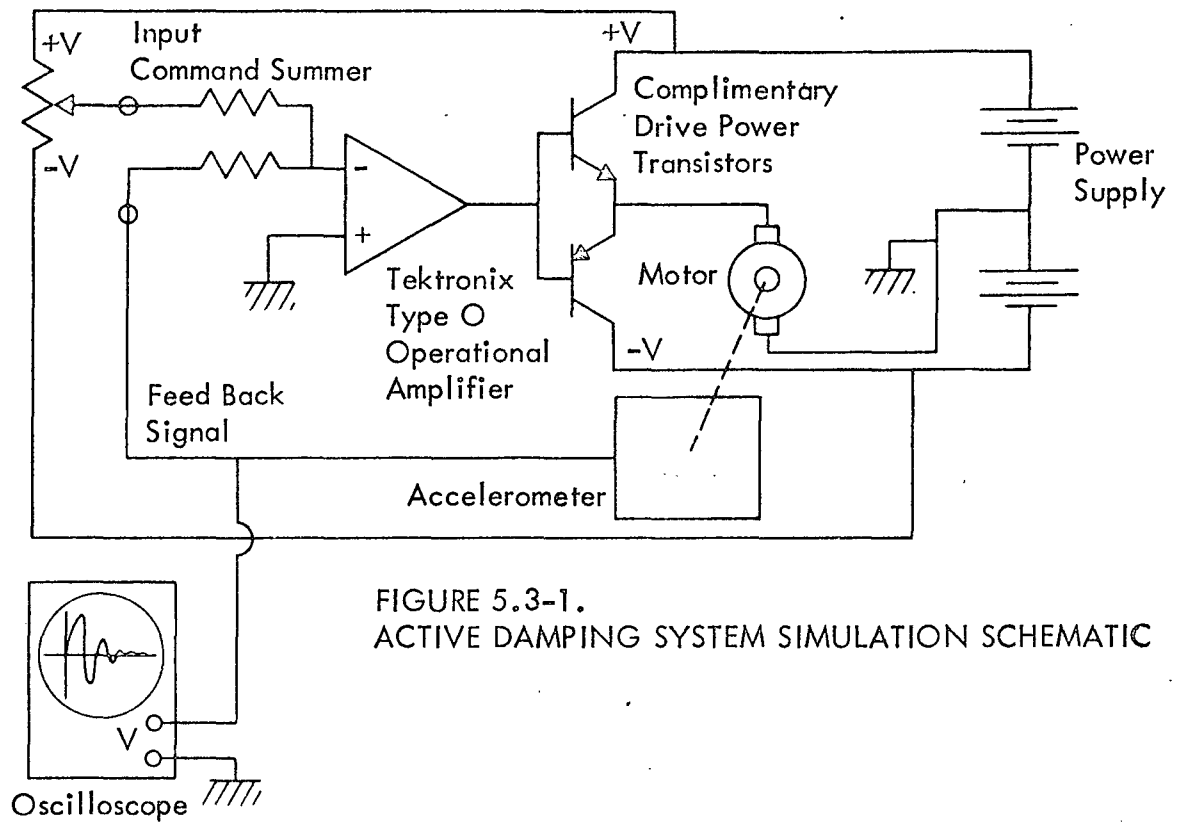 +V
Input
Command Summer
-V
+V
Complimentary
Drive Power
Transistors
Power
Supply
-
+
Tektronix
Type O
Operational
Amplifier
Motor
-V
Feed Back
Signal
Accelerometer
FIGURE 5.3-1.
ACTIVE DAMPING SYSTEM SIMULATION SCHEMATIC
V
Oscilloscope